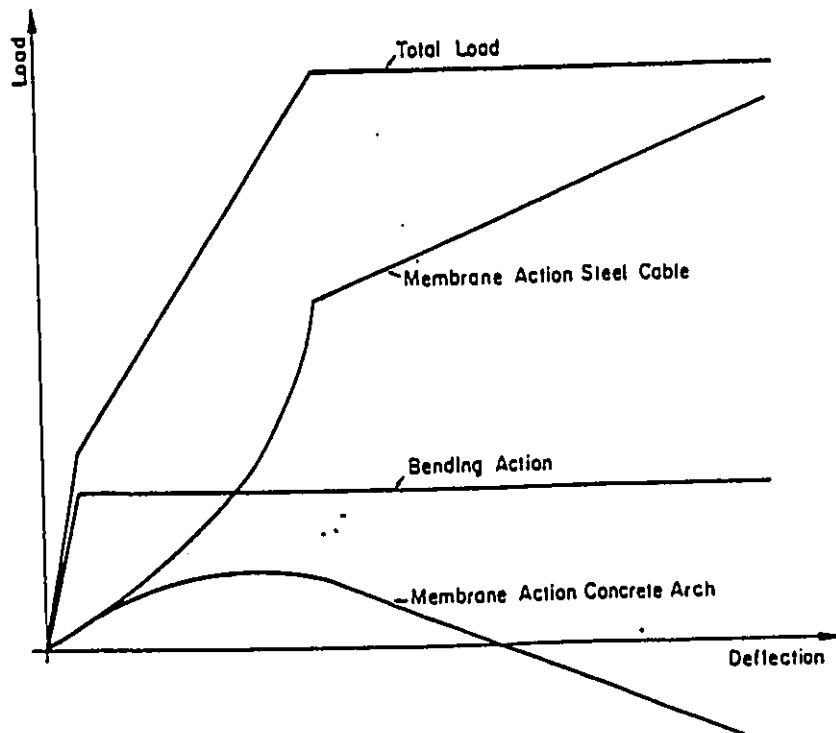 Load
Total Load
Membrane Action Steel Cable
Bending Action
Membrane Action Concrete Arch
Deflection